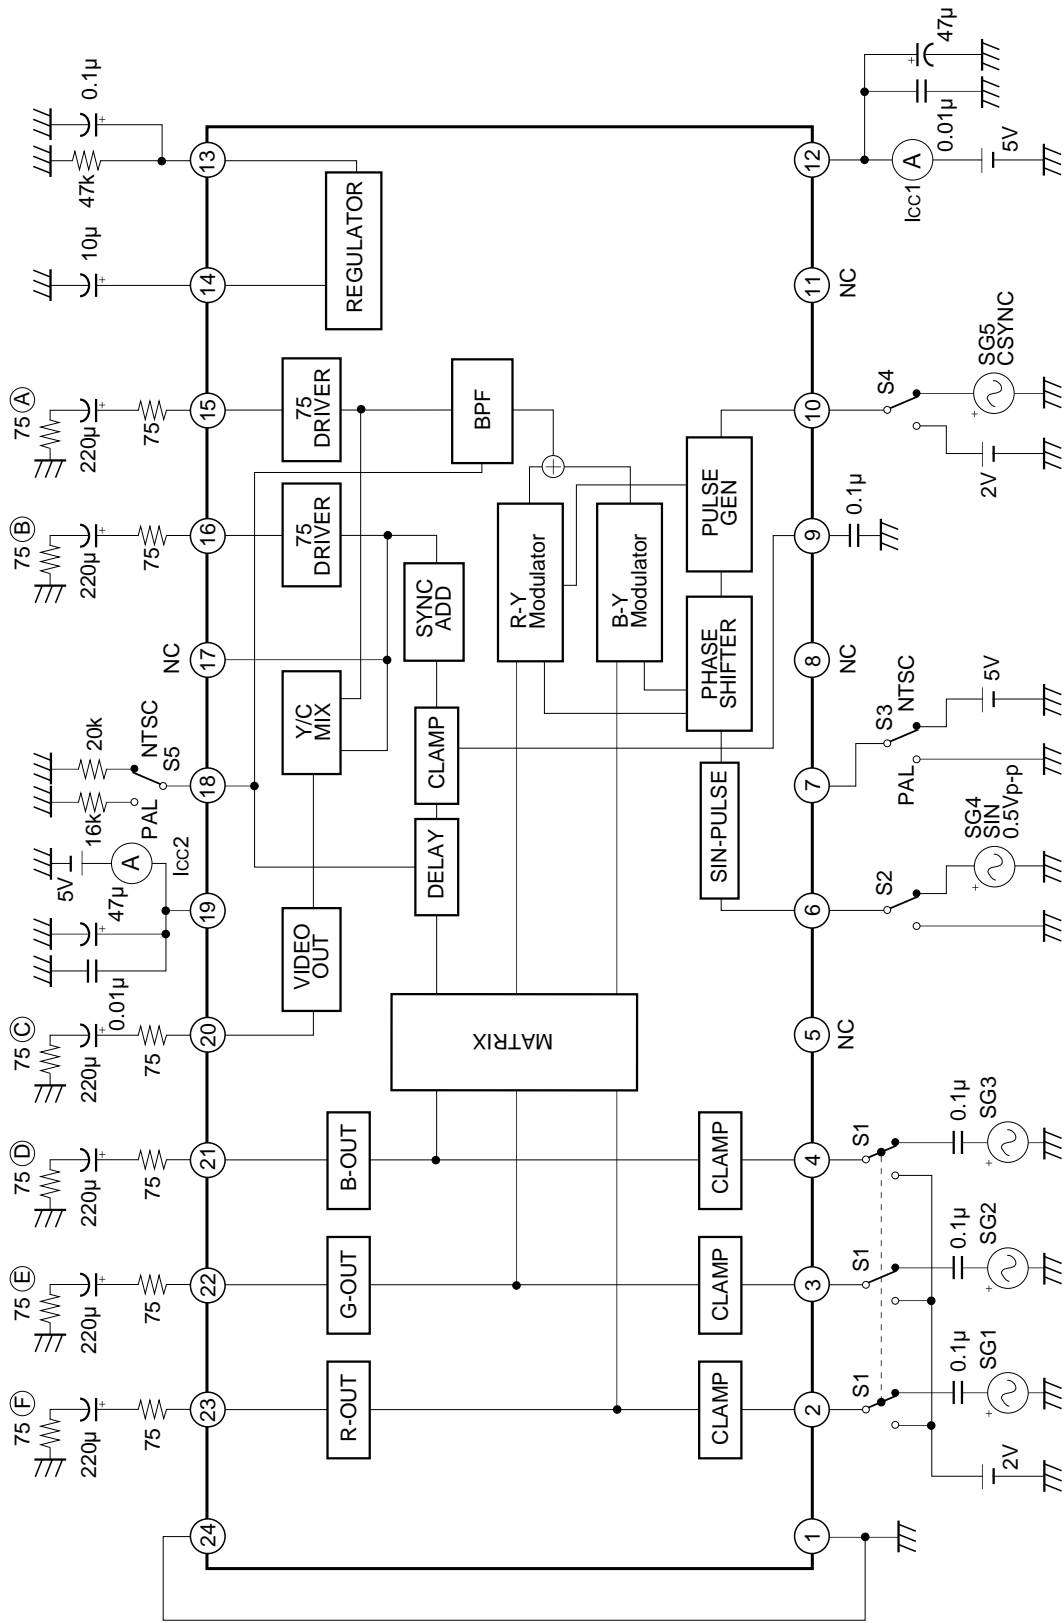 75 F
220μ
75
75 E
220μ
75
75 D
220μ
75
75 C
220μ
75
0.01μ
47μ
5V
A
Icc2
16k
20k
PAL
NTSC
S5
NC
75 B
220μ
75
75 A
220μ
75
10μ
47k
0.1μ
24
23
22
21
20
19
18
17
16
15
14
13
R-OUT
G-OUT
B-OUT
VIDEO
OUT
Y/C
MIX
75
DRIVER
75
DRIVER
REGULATOR
DELAY
CLAMP
SYNC
ADD
BPF
MATRIX
R-Y
Modulator
B-Y
Modulator
CLAMP
CLAMP
CLAMP
SIN-PULSE
PHASE
SHIFTER
PULSE
GEN
1
2
3
4
5
6
7
8
9
10
11
12
NC
NC
NC
S1
S1
S1
S2
S3
PAL
NTSC
0.1μ
S4
Icc1
A
2V
0.1μ
SG1
0.1μ
SG2
0.1μ
SG3
SG4
SIN
0.5Vp-p
5V
2V
SG5
CSYNC
5V
0.01μ
47μ